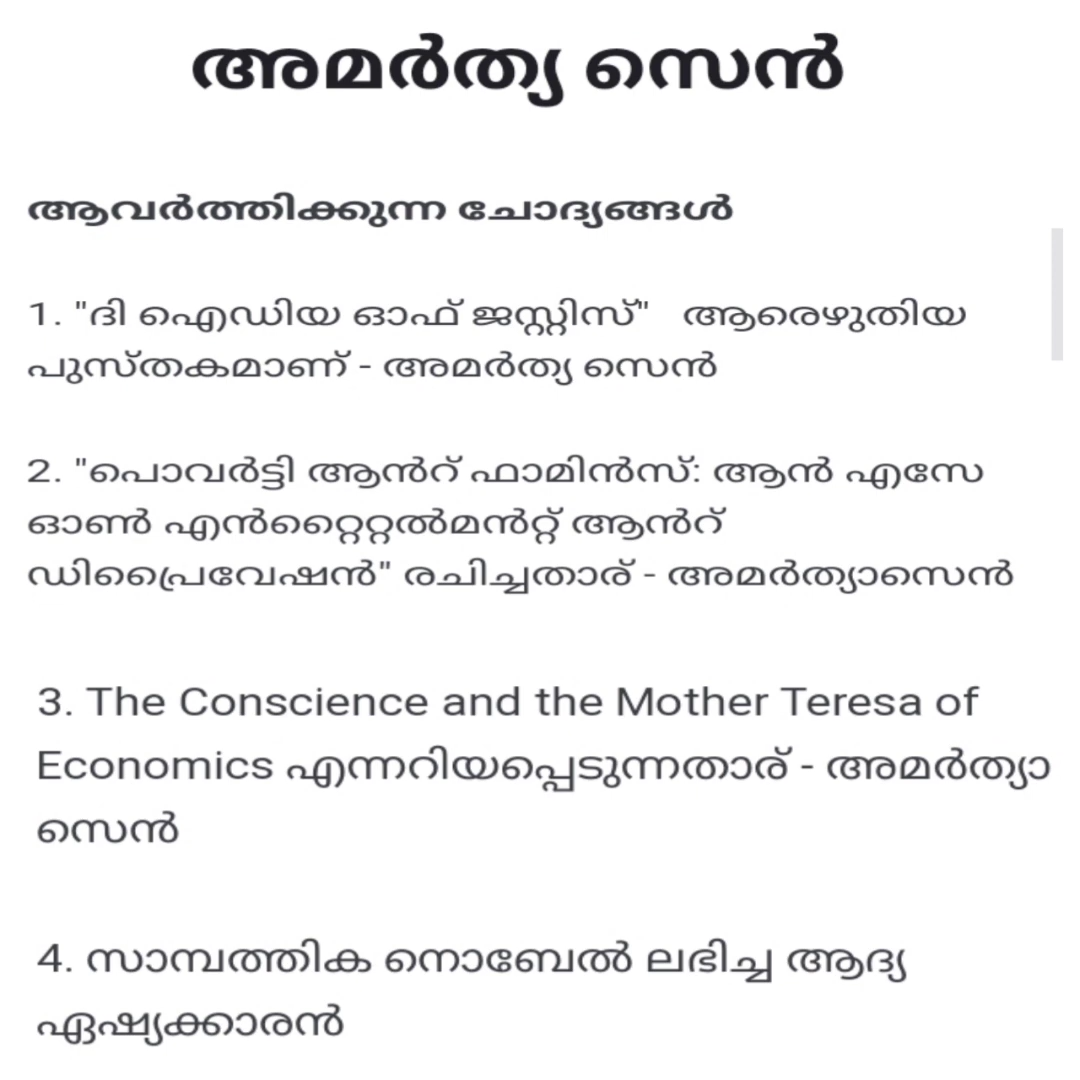 അമർത്യ സെൻ
ആവർത്തിക്കുന്ന ചോദ്യങ്ങൾ
1. "ദി ഐഡിയ ഓഫ് ജസ്റ്റിസ്" ആരെഴുതിയ
പുസ്തകമാണ് - അമർത്യ സെൻ
2. "പൊവർട്ടി ആൻറ് ഫാമിൻസ്: ആൻ എസേ
ഓൺ എൻറ്റൈറ്റൽമൻറ്റ് ആൻറ്
ഡിപ്രൈവേഷൻ" രചിച്ചതാര് - അമർത്യാസെൻ
3. The Conscience and the Mother Teresa of
Economics എന്നറിയപ്പെടുന്നതാര് - അമർത്യാ
സെൻ
4. സാമ്പത്തിക നൊബേൽ ലഭിച്ച ആദ്യ
ഏഷ്യക്കാരൻ